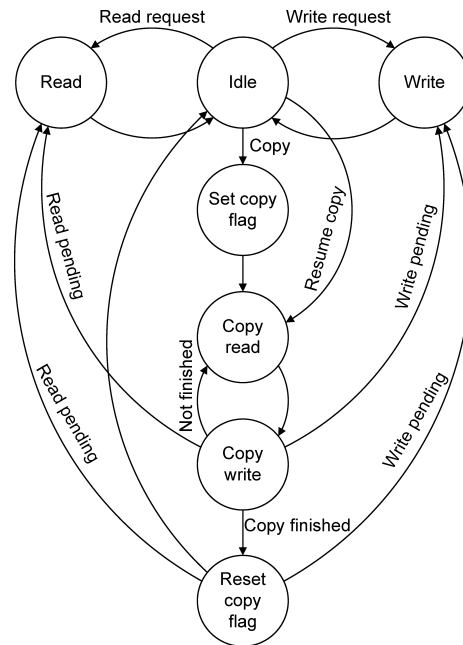 Read request
Write request
Read
Idle
Write
Copy
Set copy
flag
Resume copy
Read pending
Write pending
Copy
read
Not finished
Copy
write
Read pending
Write pending
Copy finished
Reset
copy
flag